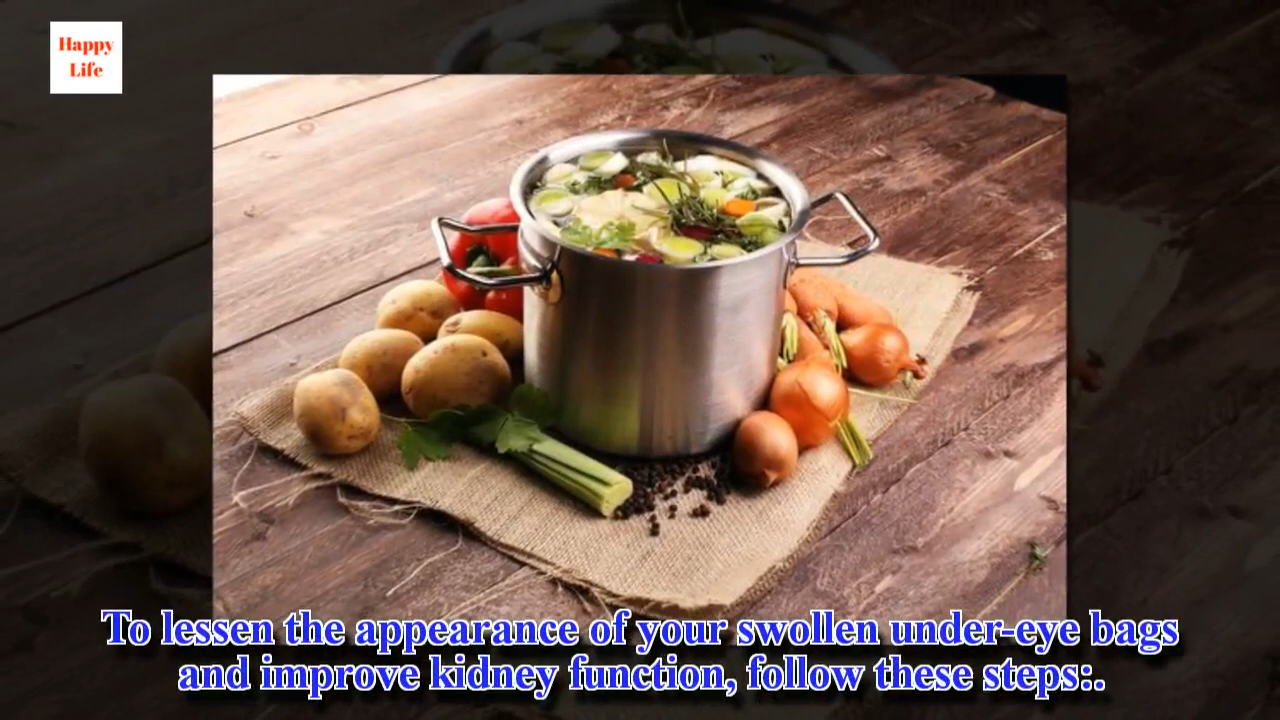 Happy
Life
To lessen the appearance of your swollen under-eye bags
and improve kidney function, follow these steps:.